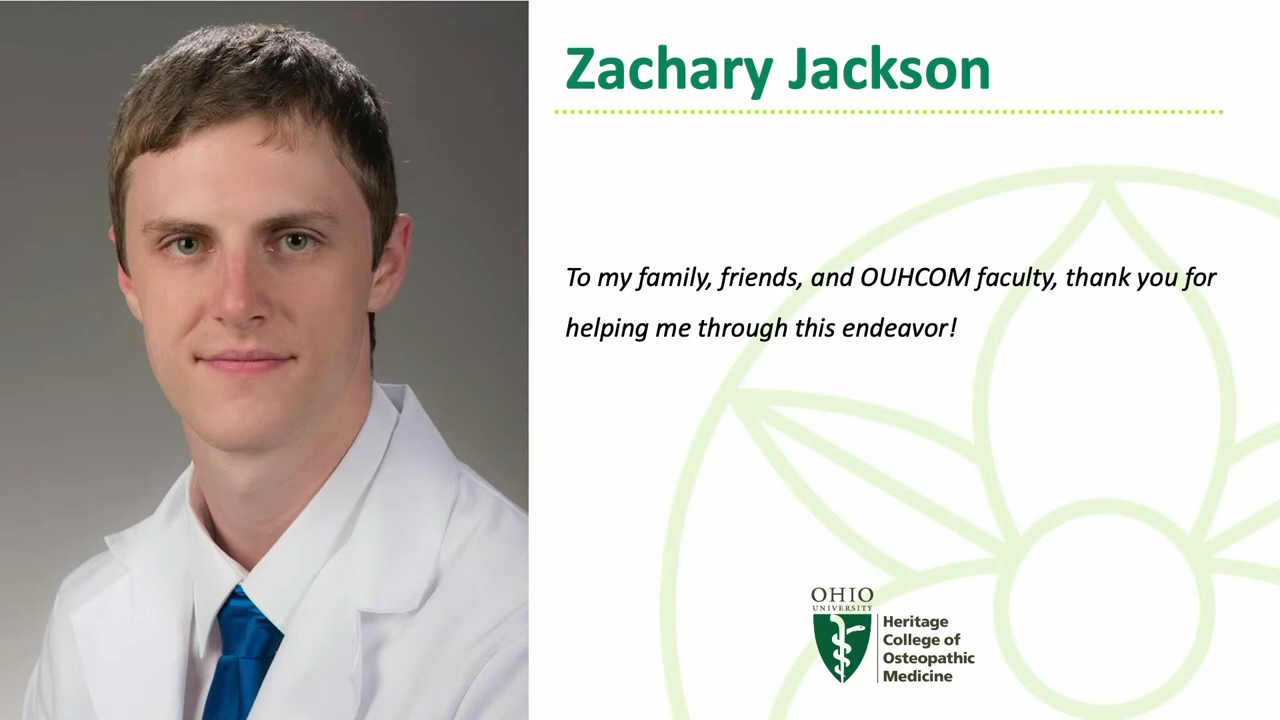 Zachary Jackson
To my family, friends, and OUHCOM faculty, thank you for
helping me through this endeavor!
OHIO
UNIVERSITY
Heritage
College of
Osteopathic
Medicine